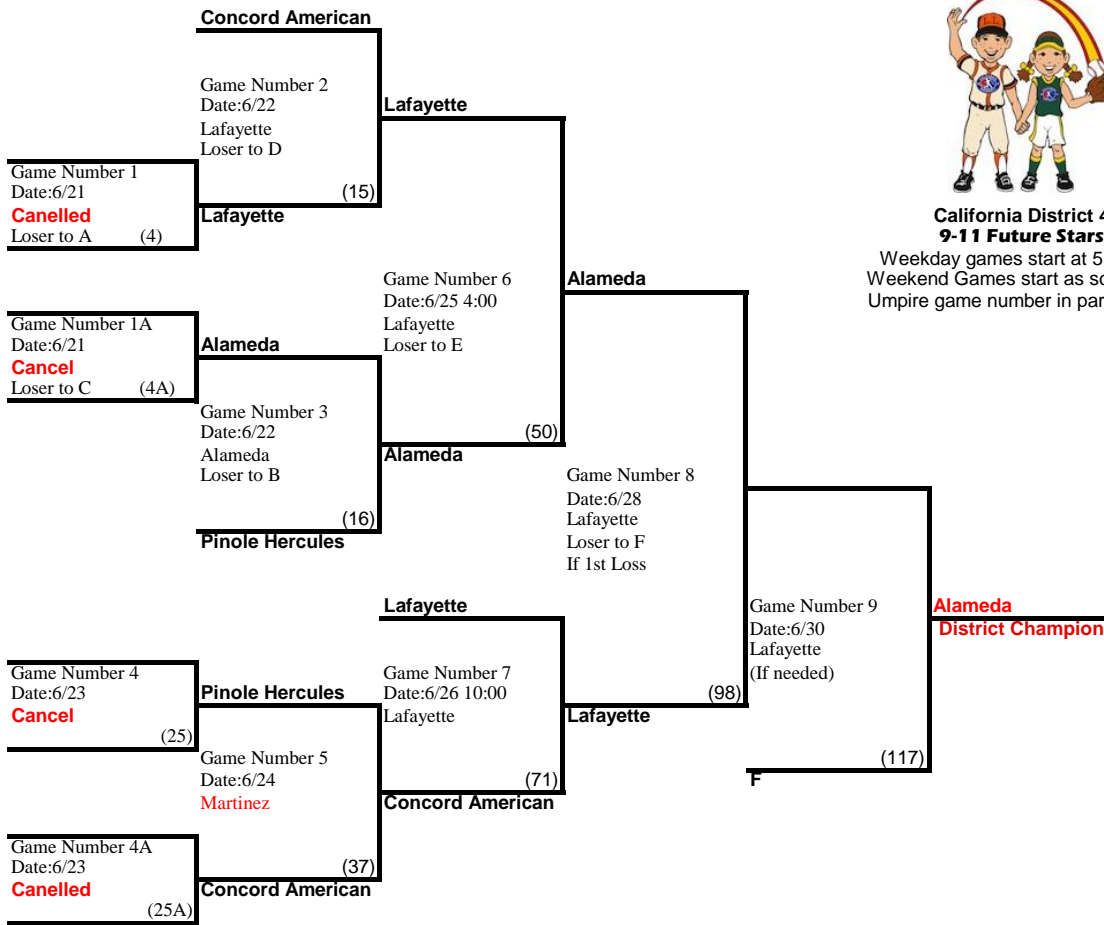 Concord American
Game Number 2
Date:6/22
Lafayette
Loser to D
(15)
Lafayette
Game Number 1
Date:6/21
Canelled
Loser to A (4)
Lafayette
Game Number 1A
Date:6/21
Cancel
Loser to C (4A)
Alameda
Game Number 3
Date:6/22
Alameda
Loser to B
(16)
Pinole Hercules
Game Number 6
Date:6/25 4:00
Lafayette
Loser to E
(50)
Alameda
Alameda
Game Number 8
Date:6/28
Lafayette
Loser to F
If 1st Loss
(98)
California District 4
9-11 Future Stars
Weekday games start at 5
Weekend Games start as
Umpire game number in
Lafayette
Game Number 7
Date:6/26 10:00
Lafayette
(71)
Lafayette
Game Number 4
Date:6/23
Cancel
(25)
Pinole Hercules
Game Number 5
Date:6/24
Martinez
(37)
Concord American
Game Number 4A
Date:6/23
Canelled
(25A)
Concord American
Game Number 9
Date:6/30
Lafayette
(If needed)
(117)
F
Alameda
District Champion